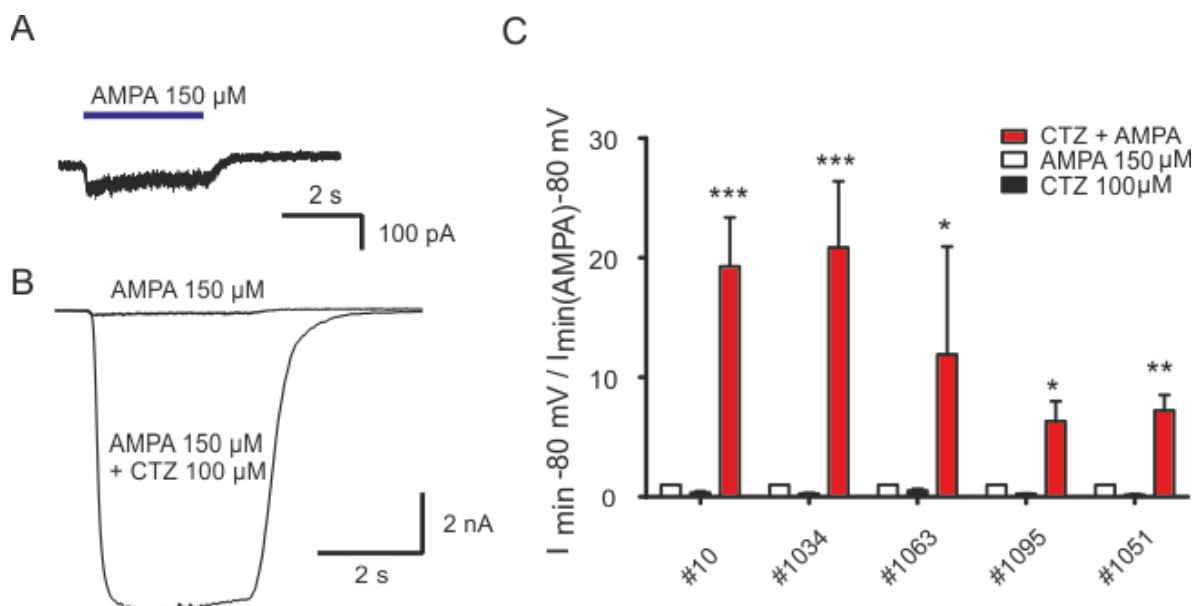 A
AMPA 150 µM
2 s
100 pA
B
AMPA 150 µM
AMPA 150 µM
+ CTZ 100 µM
2 nA
2 s
C
I min -80 mV / Imin(AMPA)-80 mV
30
20
10
0
CTZ + AMPA
AMPA 150 µM
CTZ 100µM
***
***
*
*
**
#10
#1034
#1063
#1095
#1051